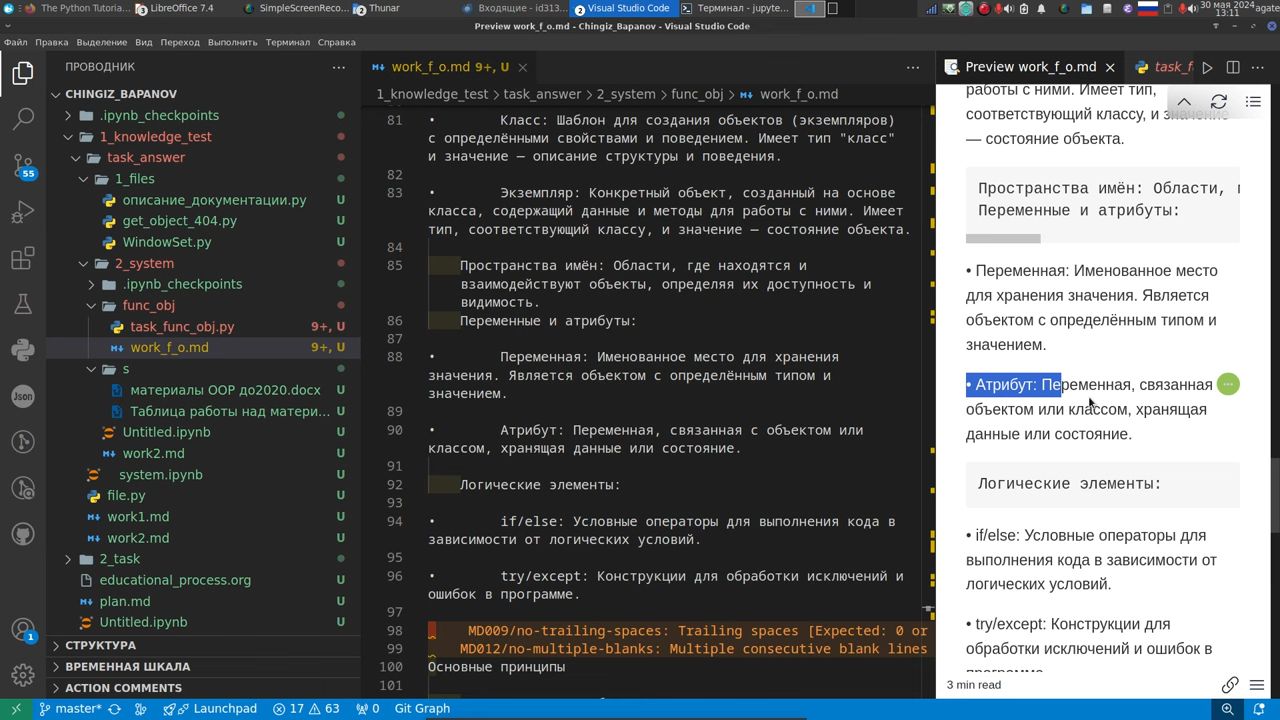 The Python Tutoria...
3
LibreOffice 7.4
2
SimpleScreenReco...
Thunar
Входящие - id313...
2
Visual Studio Code
Терминал - jupyte...
30 мая 2024
13:11
agate
Preview work_f_o.md - Chingiz_Bapanov - Visual Studio Code
Файл Правка Выделение Вид Переход Выполнить Терминал Справка
ПРОВОДНИК
CHINGIZ_BAPANOV
.ipynb_checkpoints
1_knowledge_test
task_answer
1_files
описание_документации.py U
get_object_404.py U
WindowSet.py U
2_system
.ipynb_checkpoints
func_obj
task_func_obj.py 9+, U
work_f_o.md 9+, U
s
материалы ООР до2020.docx U
Таблица работы над матери... U
Untitled.ipynb U
work2.md U
system.ipynb U
file.py U
work1.md U
work2.md U
2_task
educational_process.org U
plan.md U
Untitled.ipynb U
СТРУКТУРА
ВРЕМЕННАЯ ШКАЛА
ACTION COMMENTS
55
Json
1
work_f_o.md 9+, U
1_knowledge_test > task_answer > 2_system > func_obj > work_f_o.md
81 • Класс: Шаблон для создания объектов (экземпляров)
с определёнными свойствами и поведением. Имеет тип "класс"
и значение — описание структуры и поведения.
82
83 • Экземпляр: Конкретный объект, созданный на основе
класса, содержащий данные и методы для работы с ними. Имеет
тип, соответствующий классу, и значение — состояние объекта.
84
85 Пространства имён: Области, где находятся и
взаимодействуют объекты, определяя их доступность и
видимость.
86 Переменные и атрибуты:
87
88 • Переменная: Именованное место для хранения
значения. Является объектом с определённым типом и
значением.
89
90 • Атрибут: Переменная, связанная с объектом или
классом, хранящая данные или состояние.
91
92 Логические элементы:
93
94 • if/else: Условные операторы для выполнения кода в
зависимости от логических условий.
95
96 • try/except: Конструкции для обработки исключений и
ошибок в программе.
97
98 MD009/no-trailing-spaces: Trailing spaces [Expected: 0 or
99 MD012/no-multiple-blanks: Multiple consecutive blank lines
100 Основные принципы
101
Preview work_f_o.md
task_f
работы с ними. Имеет тип,
соответствующий классу, и значение
— состояние объекта.
Пространства имён: Области,
Переменные и атрибуты:
• Переменная: Именованное место
для хранения значения. Является
объектом с определённым типом и
значением.
• Атрибут: Переменная, связанная с
объектом или классом, хранящая
данные или состояние.
Логические элементы:
• if/else: Условные операторы для
выполнения кода в зависимости от
логических условий.
• try/except: Конструкции для
обработки исключений и ошибок в
3 min read
master* Launchpad 17 63 0 Git Graph